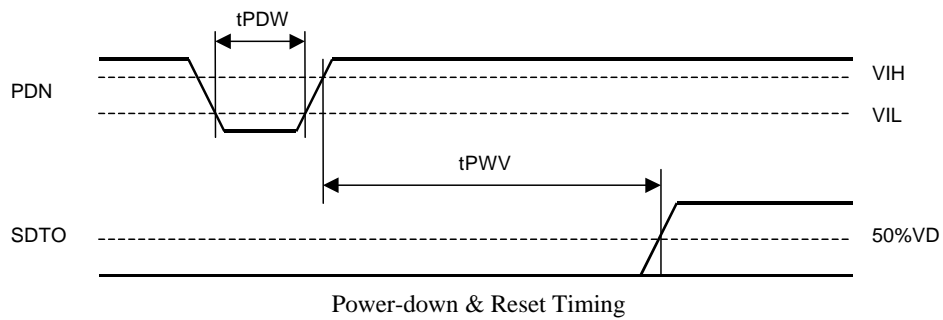 tPDW
PDN
VIH
VIL
tPWV
SDTO
50%VD
Power-down & Reset Timing